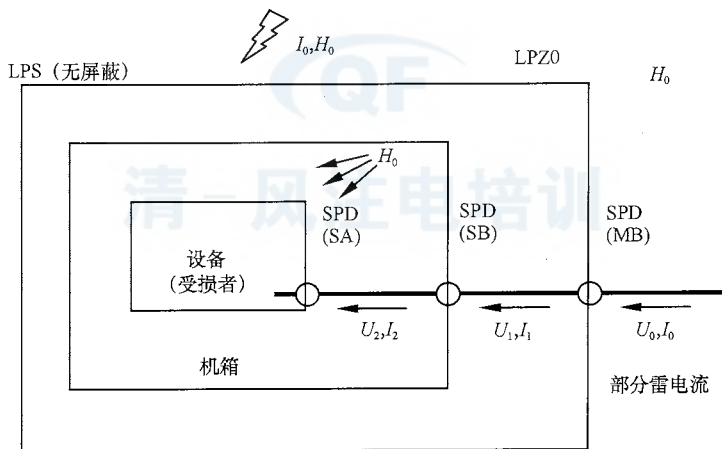 I₀,H₀
LPS（无屏蔽）
LPZ0
H₀
QF
H₀
清风注电培训
SPD
(SA)
SPD
(SB)
SPD
(MB)
设备
（受损者）
U₂,I₂
U₁,I₁
U₀,I₀
机箱
部分雷电流